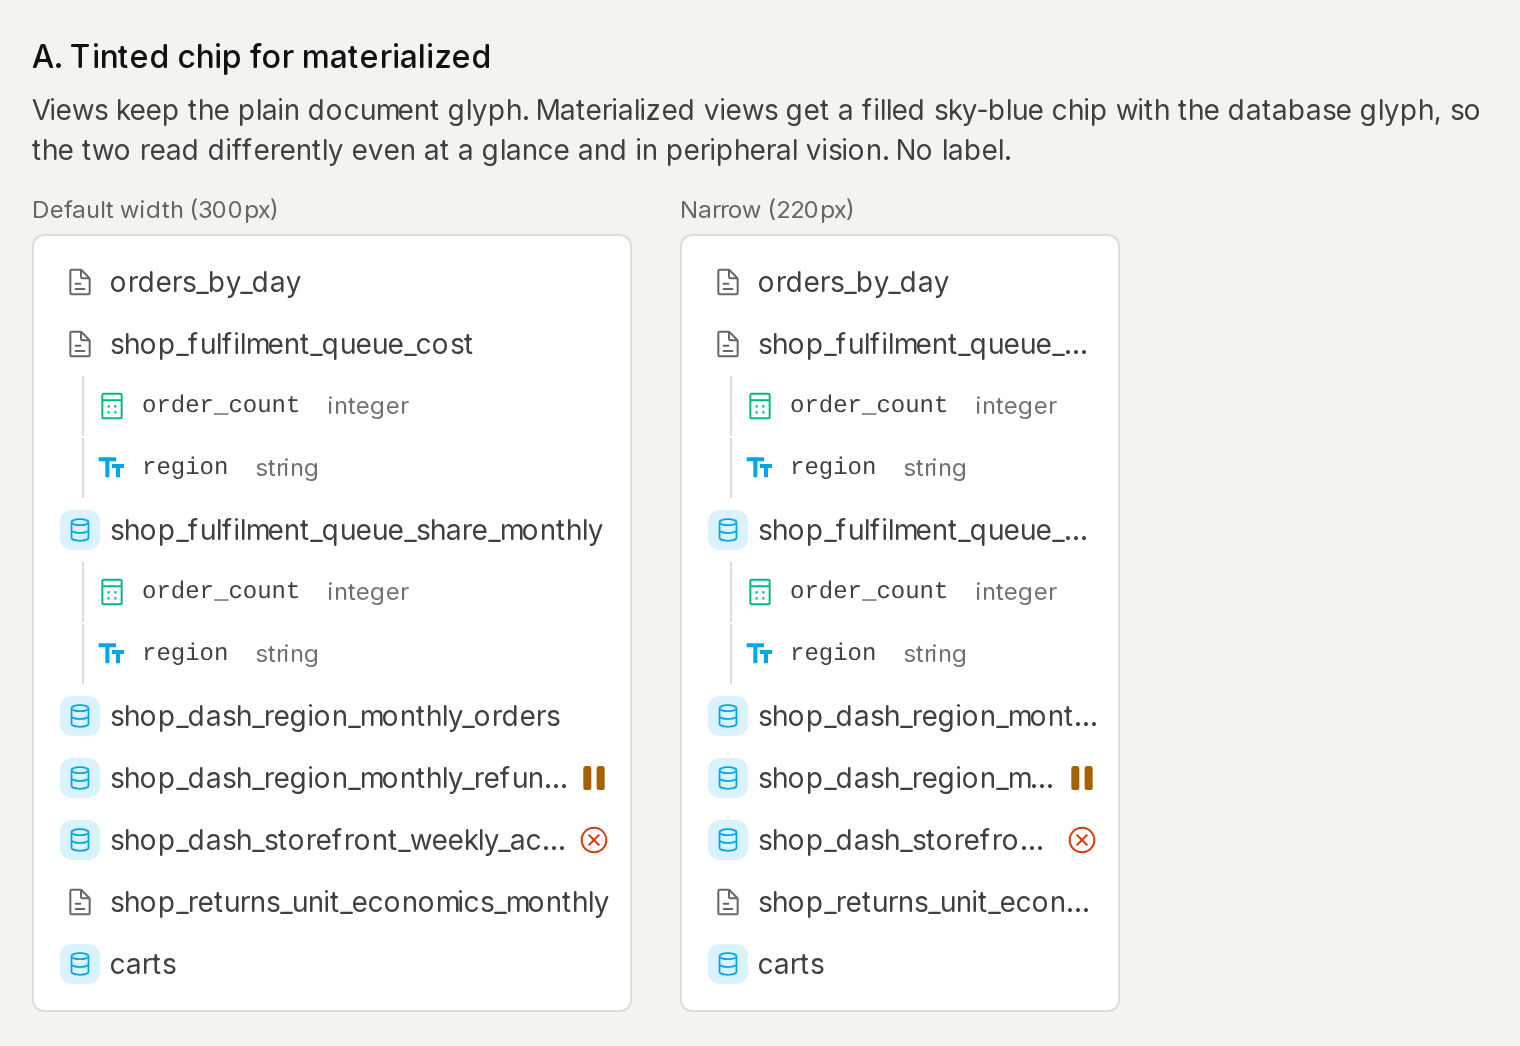 A. Tinted chip for materialized
Views keep the plain document glyph. Materialized views get a filled sky-blue chip with the database glyph, so
the two read differently even at a glance and in peripheral vision. No label.
Default width (300px)
orders_by_day
shop_fulfilment_queue_cost
order_count integer
region string
shop_fulfilment_queue_share_monthly
order_count integer
region string
shop_dash_region_monthly_orders
shop_dash_region_monthly_refun...
shop_dash_storefront_weekly_ac...
shop_returns_unit_economics_monthly
carts
Narrow (220px)
orders_by_day
shop_fulfilment_queue_...
order_count integer
region string
shop_fulfilment_queue_...
order_count integer
region string
shop_dash_region_mont...
shop_dash_region_m...
shop_dash_storefro...
shop_returns_unit_econ...
carts